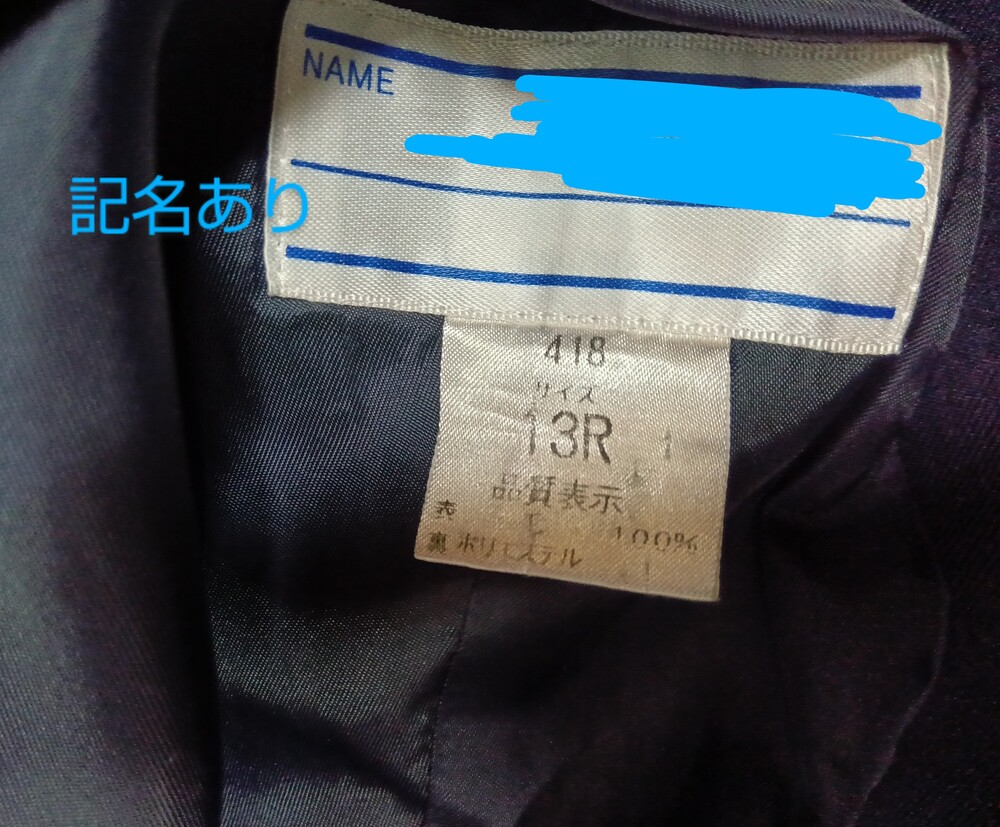 NAME
記名あり
418
サイズ
13R
品質表示
表 100%
裏 ポリエステル